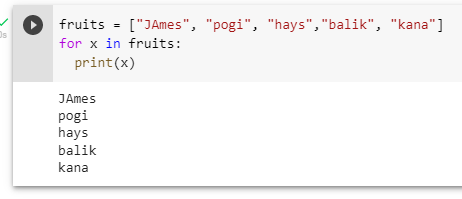 fruits = ["JAmes", "pogi", "hays","balik", "kana"]
for x in fruits:
  print(x)
JAmes
pogi
hays
balik
kana